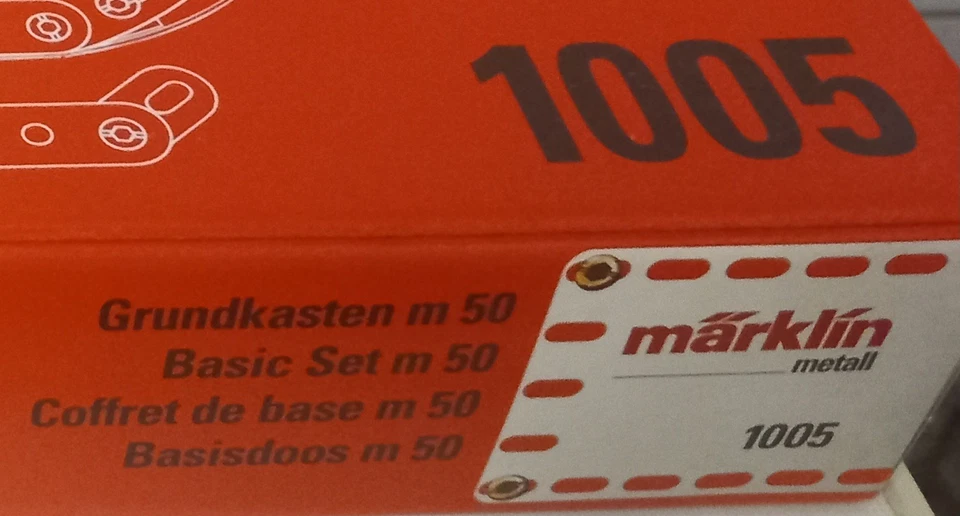 1005
Grundkasten m 50
Basic Set m 50
Coffret de base m 50
Basisdoos m 50
märklin
metall
1005